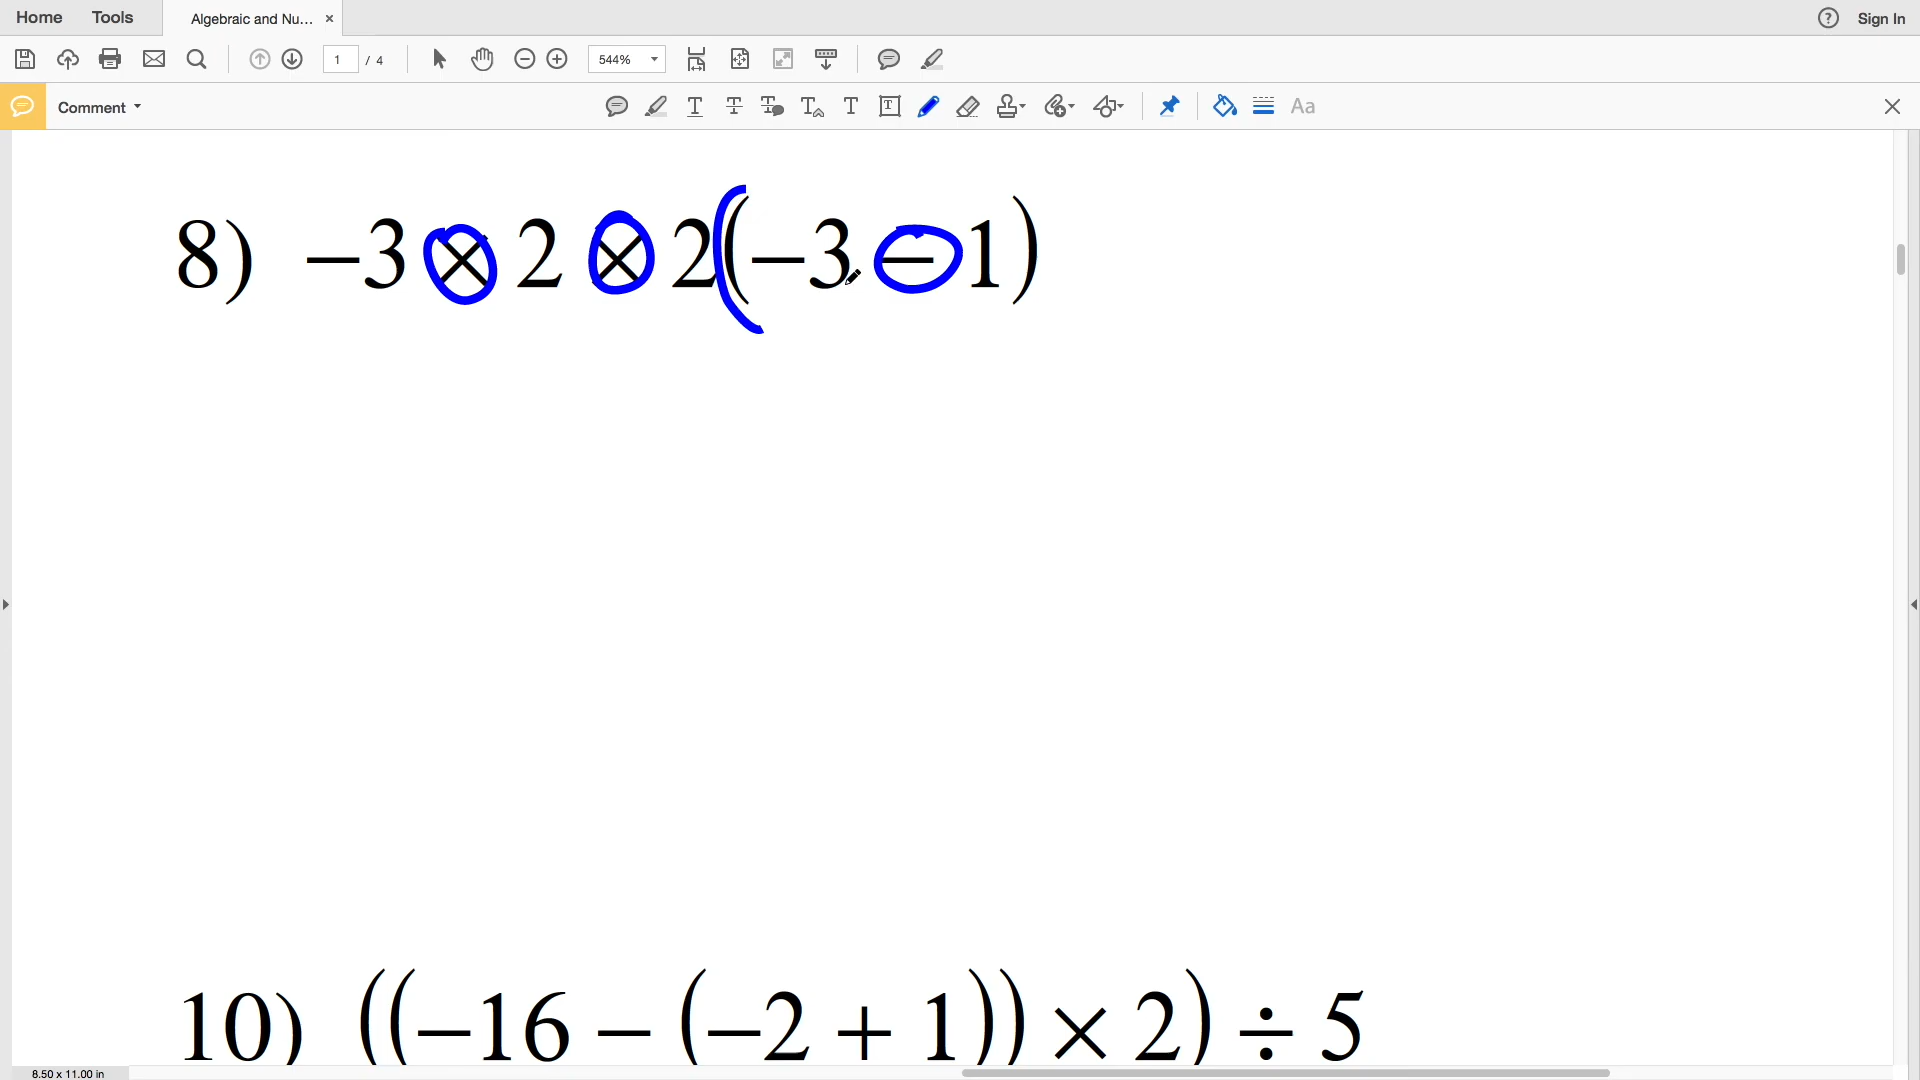 Home Tools Algebraic and Nu... × ? Sign In
1 / 4 544%
Comment Aa
8) −3 × 2 × 2(−3 − 1)
10) ((−16 − (−2 + 1)) × 2) ÷ 5
8.50 x 11.00 in